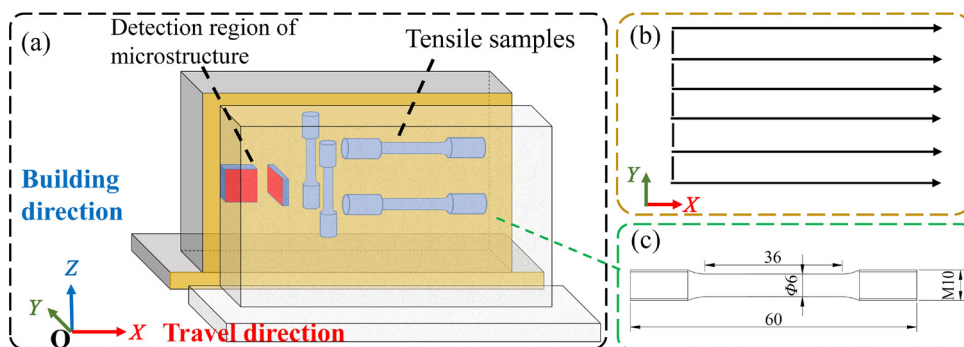 (a)
Detection region of
microstructure
Tensile samples
Building
direction
Z
Y
O
X
Travel direction
(b)
Y
X
(c)
36
Φ6
M10
60